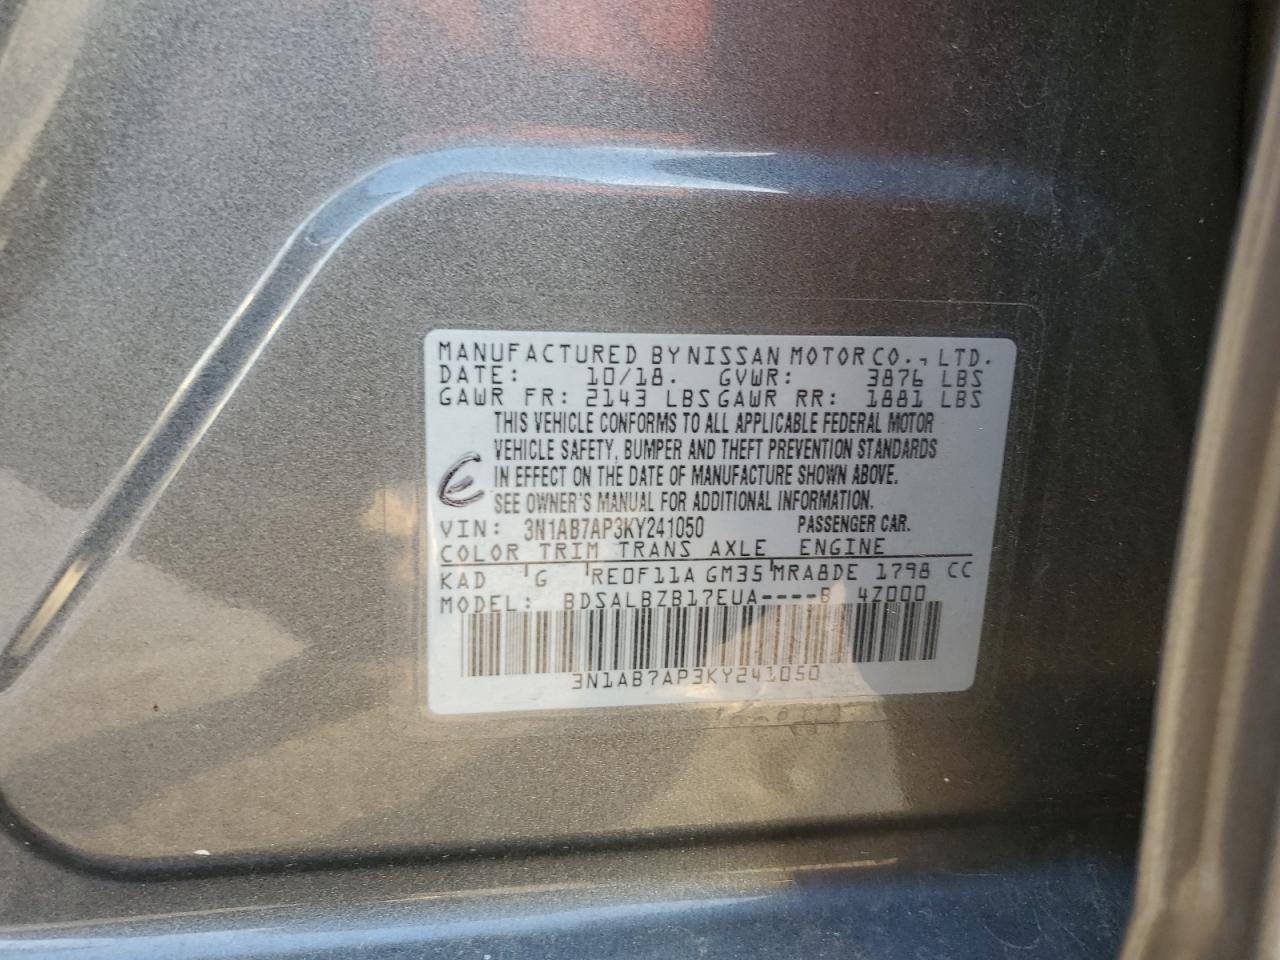 MANUFACTURED BY NISSAN MOTOR CO., LTD.
DATE: 10/18. GVWR: 3876 LBS
GAWR FR: 2143 LBS GAWR RR: 1881 LBS
THIS VEHICLE CONFORMS TO ALL APPLICABLE FEDERAL MOTOR
VEHICLE SAFETY, BUMPER AND THEFT PREVENTION STANDARDS
IN EFFECT ON THE DATE OF MANUFACTURE SHOWN ABOVE.
SEE OWNER'S MANUAL FOR ADDITIONAL INFORMATION.
VIN: 3N1AB7AP3KY241050 PASSENGER CAR.
COLOR TRIM TRANS AXLE ENGINE
KAD G RE0F11A GM35 MRA8DE 1798 CC
MODEL: BDSALBZB17EUA----B 4Z000
3N1AB7AP3KY241050